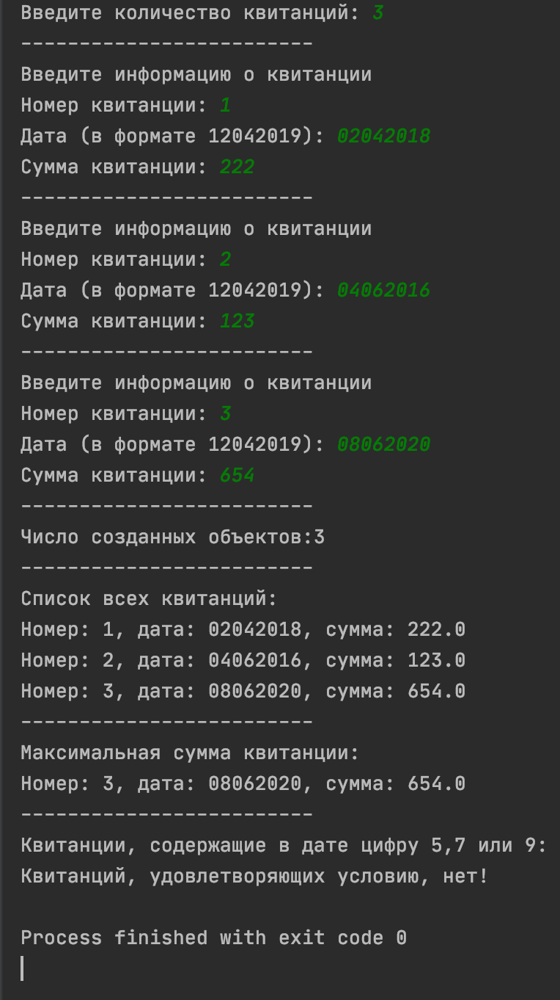 Введите количество квитанций: 3
-------------------------
Введите информацию о квитанции
Номер квитанции: 1
Дата (в формате 12042019): 02042018
Сумма квитанции: 222
-------------------------
Введите информацию о квитанции
Номер квитанции: 2
Дата (в формате 12042019): 04062016
Сумма квитанции: 123
-------------------------
Введите информацию о квитанции
Номер квитанции: 3
Дата (в формате 12042019): 08062020
Сумма квитанции: 654
-------------------------
Число созданных объектов:3
-------------------------
Список всех квитанций:
Номер: 1, дата: 02042018, сумма: 222.0
Номер: 2, дата: 04062016, сумма: 123.0
Номер: 3, дата: 08062020, сумма: 654.0
-------------------------
Максимальная сумма квитанции:
Номер: 3, дата: 08062020, сумма: 654.0
-------------------------
Квитанции, содержащие в дате цифру 5,7 или 9:
Квитанций, удовлетворяющих условию, нет!
Process finished with exit code 0